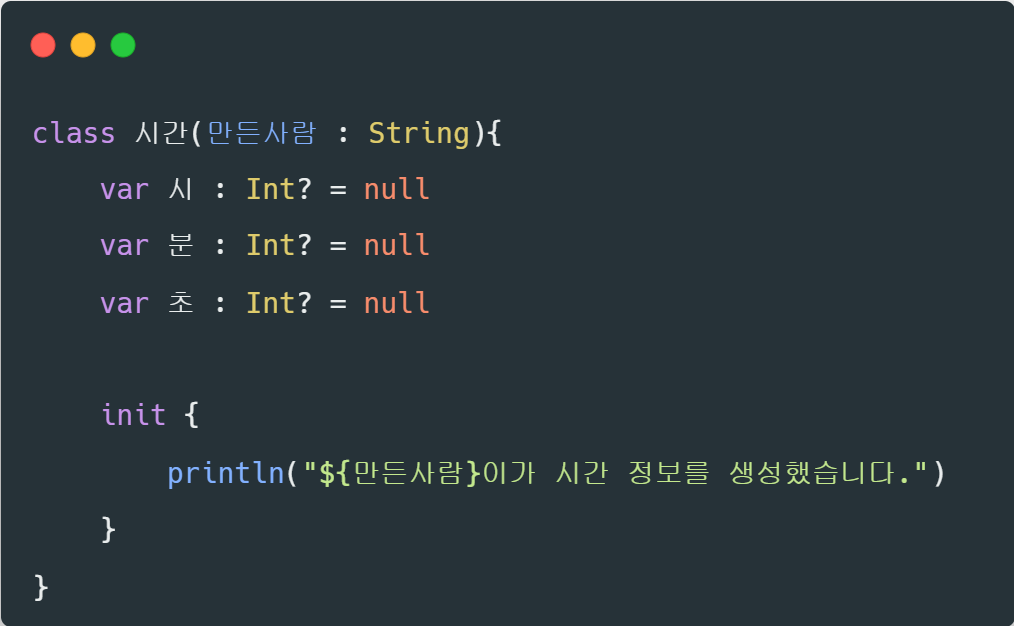 class 시간(만든사람 : String){
    var 시 : Int? = null
    var 분 : Int? = null
    var 초 : Int? = null

    init {
        println("${만든사람}이가 시간 정보를 생성했습니다.")
    }
}